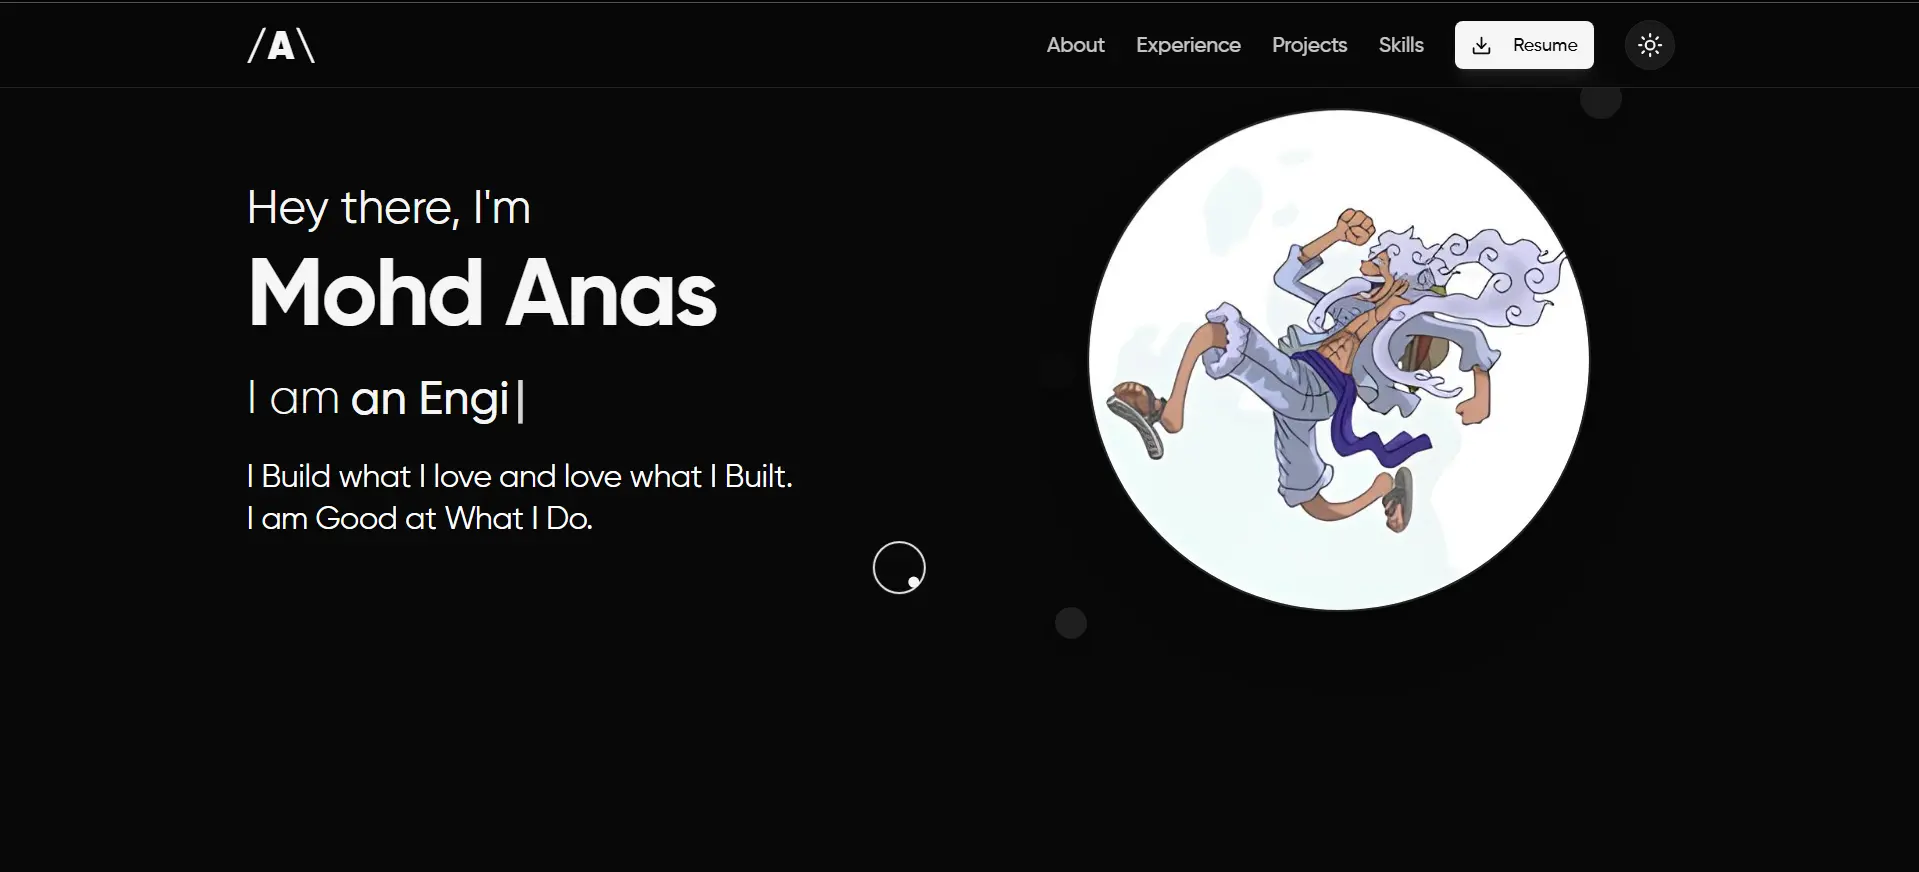 /A\
About Experience Projects Skills Resume
Hey there, I'm
Mohd Anas
I am an Engi|
I Build what I love and love what I Built.
I am Good at What I Do.